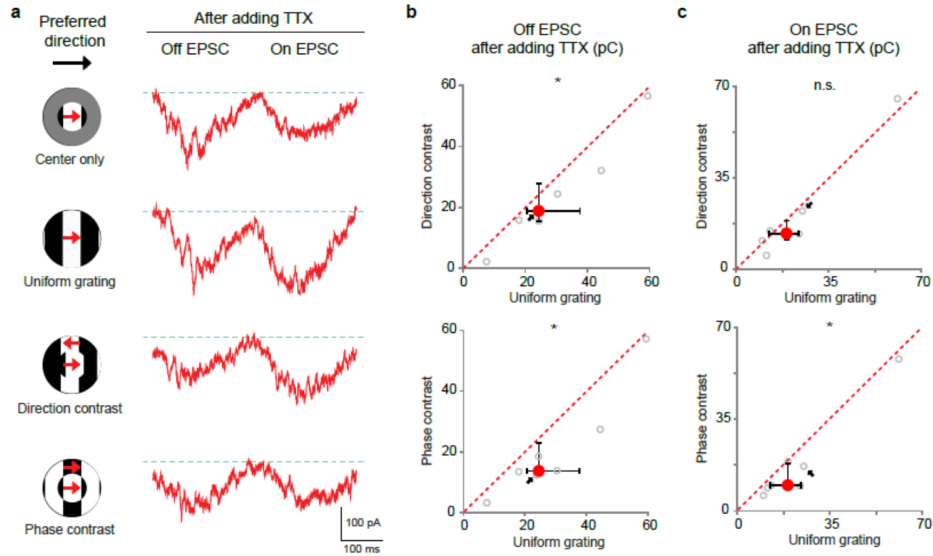 a
Preferred
direction
After adding TTX
Off EPSC
On EPSC
Center only
Uniform grating
Direction contrast
Phase contrast
100 pA
100 ms
b
Off EPSC
after adding TTX (pC)
*
60
40
20
0
Direction contrast
0
20
40
60
Uniform grating
*
60
40
20
0
Phase contrast
0
20
40
60
Uniform grating
c
On EPSC
after adding TTX (pC)
n.s.
70
35
0
Direction contrast
0
35
70
Uniform grating
*
70
35
0
Phase contrast
0
35
70
Uniform grating